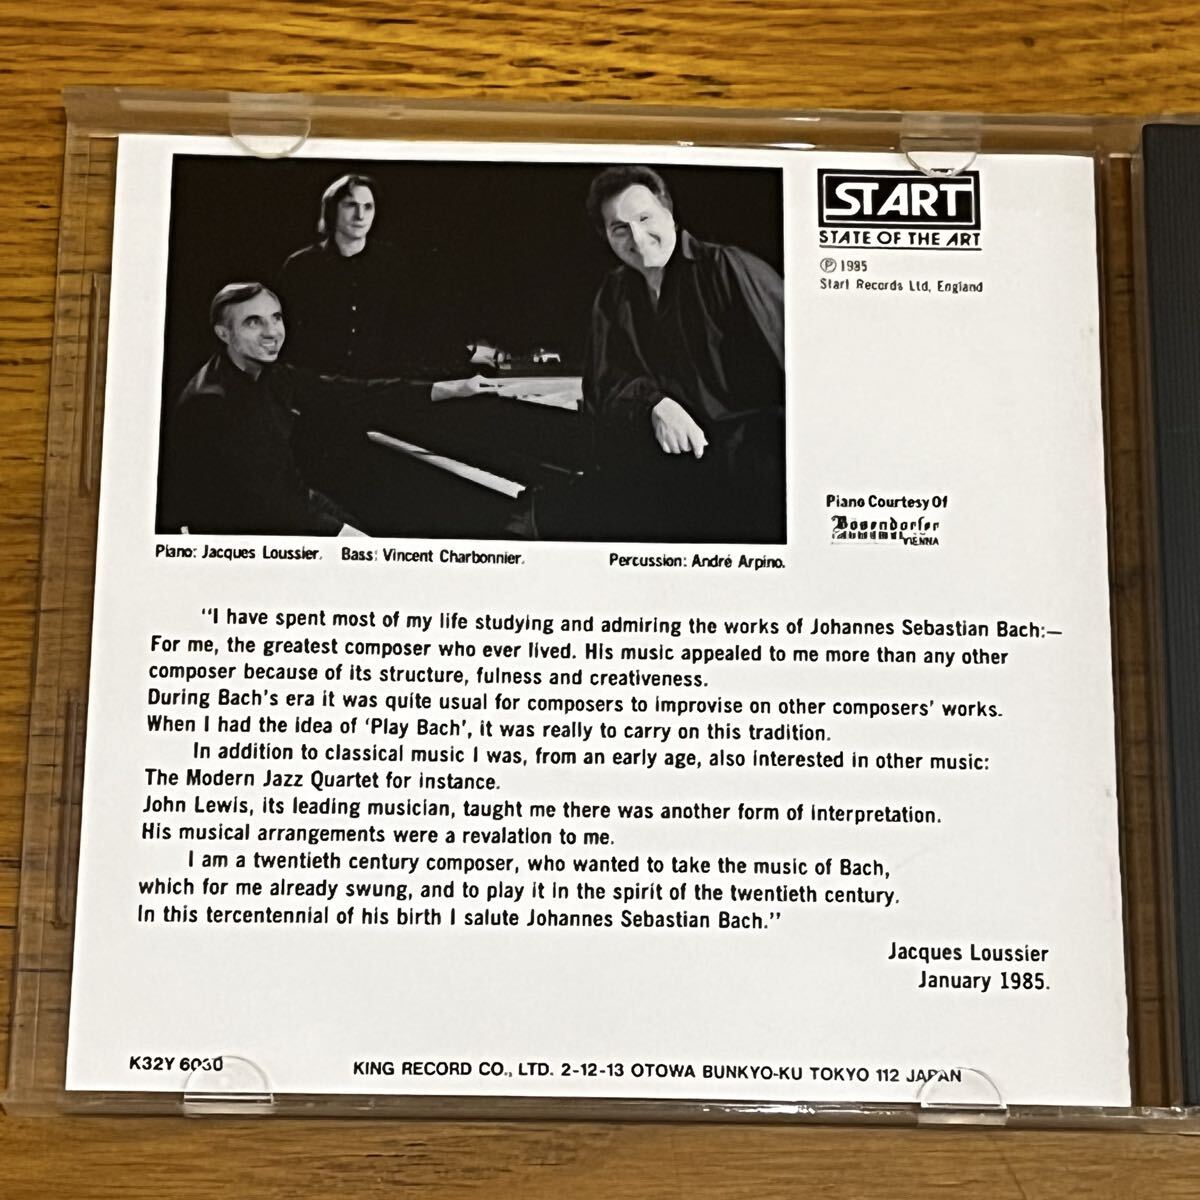 START
STATE OF THE ART
Ⓟ 1985
Start Records Ltd, England
Piano Courtesy Of
Bösendorfer
VIENNA
Piano: Jacques Loussier. Bass: Vincent Charbonnier. Percussion: André Arpino.
"I have spent most of my life studying and admiring the works of Johannes Sebastian Bach:—
For me, the greatest composer who ever lived. His music appealed to me more than any other
composer because of its structure, fulness and creativeness.
During Bach's era it was quite usual for composers to improvise on other composers' works.
When I had the idea of 'Play Bach', it was really to carry on this tradition.
In addition to classical music I was, from an early age, also interested in other music:
The Modern Jazz Quartet for instance.
John Lewis, its leading musician, taught me there was another form of interpretation.
His musical arrangements were a revalation to me.
I am a twentieth century composer, who wanted to take the music of Bach,
which for me already swung, and to play it in the spirit of the twentieth century.
In this tercentennial of his birth I salute Johannes Sebastian Bach."
Jacques Loussier
January 1985.
K32Y 6030 KING RECORD CO., LTD. 2-12-13 OTOWA BUNKYO-KU TOKYO 112 JAPAN